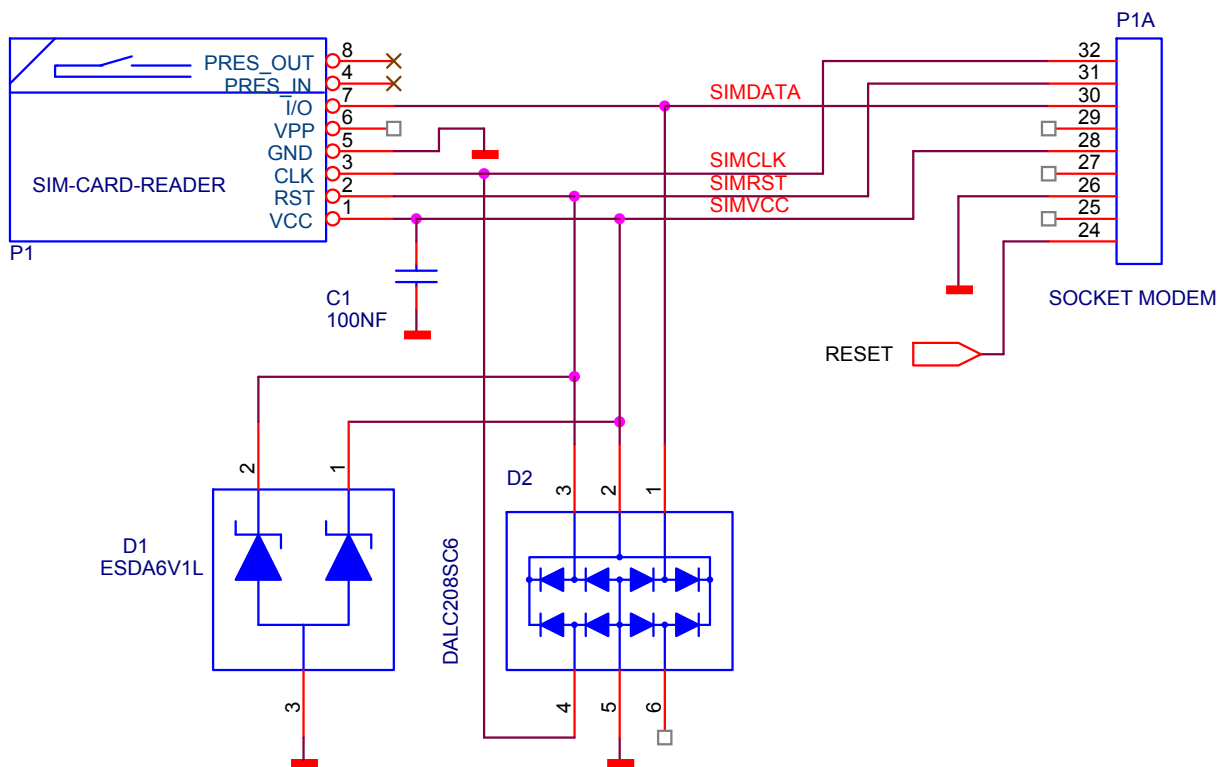 P1A
8
PRES_OUT
4
PRES_IN
7
I/O
6
VPP
5
GND
3
CLK
2
RST
1
VCC
SIM-CARD-READER
P1
SIMDATA
SIMCLK
SIMRST
SIMVCC
32
31
30
29
28
27
26
25
24
SOCKET MODEM
C1
100NF
RESET
2
1
D1
ESDA6V1L
3
D2
DALC208SC6
3
2
1
4
5
6